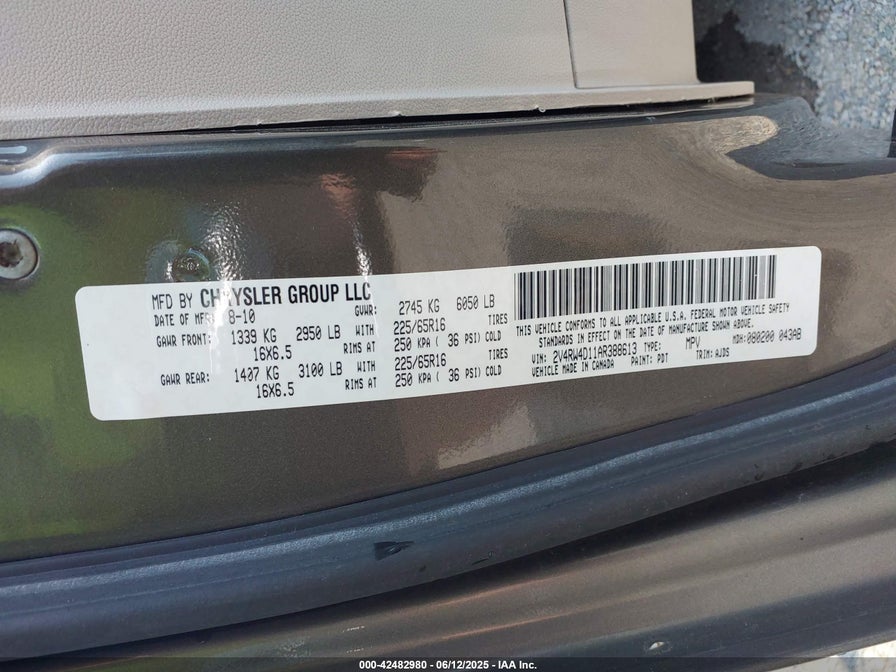 MFD BY CHRYSLER GROUP LLC
DATE OF MFR 8-10 GVWR: 2745 KG 6050 LB
GAWR FRONT: 1339 KG 2950 LB WITH 225/65R16 TIRES
16X6.5 RIMS AT 250 KPA ( 36 PSI) COLD
GAWR REAR: 1407 KG 3100 LB WITH 225/65R16 TIRES
16X6.5 RIMS AT 250 KPA ( 36 PSI) COLD
THIS VEHICLE CONFORMS TO ALL APPLICABLE U.S.A. FEDERAL MOTOR VEHICLE SAFETY
STANDARDS IN EFFECT ON THE DATE OF MANUFACTURE SHOWN ABOVE.
VIN: 2V4RW4D11AR388613 TYPE: MPV MDH: 080200 043AB
VEHICLE MADE IN CANADA PAINT: PDT TRIM: AJDS
000-42482980 - 06/12/2025 - IAA Inc.